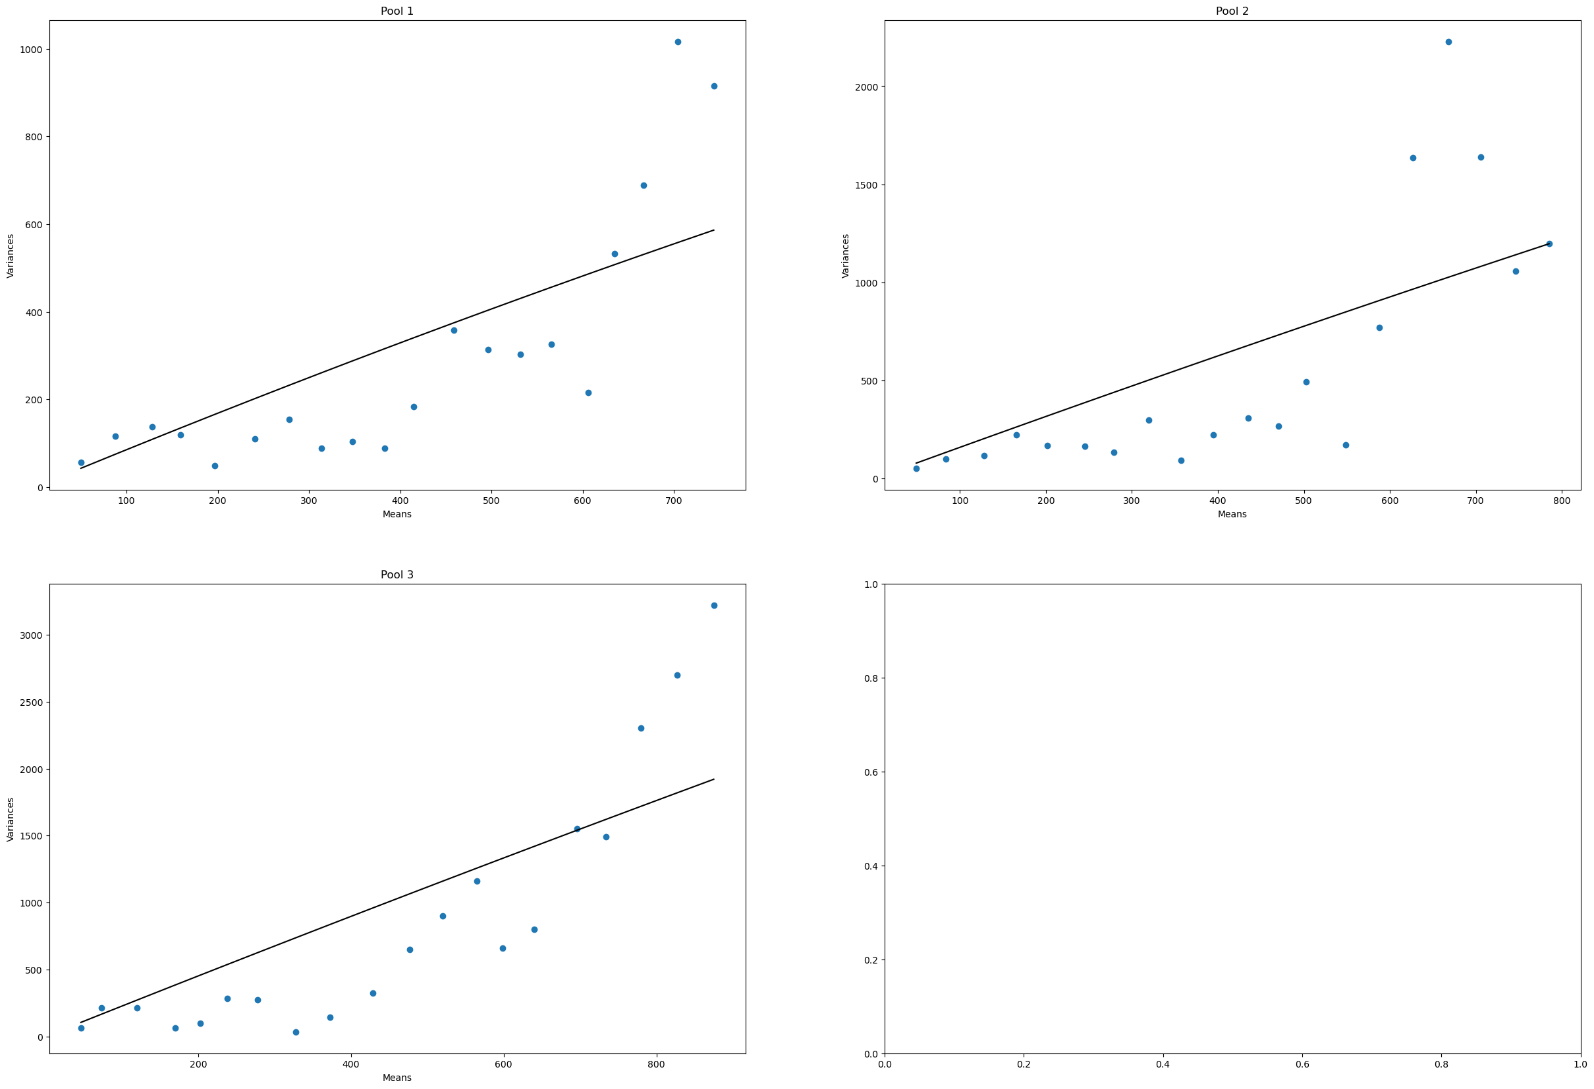 Pool 1
1000
800
600
400
200
0
Variances
100 200 300 400 500 600 700
Means
Pool 2
2000
1500
1000
500
0
Variances
100 200 300 400 500 600 700 800
Means
Pool 3
3000
2500
2000
1500
1000
500
0
Variances
200 400 600 800
Means
1.0
0.8
0.6
0.4
0.2
0.0
0.0 0.2 0.4 0.6 0.8 1.0